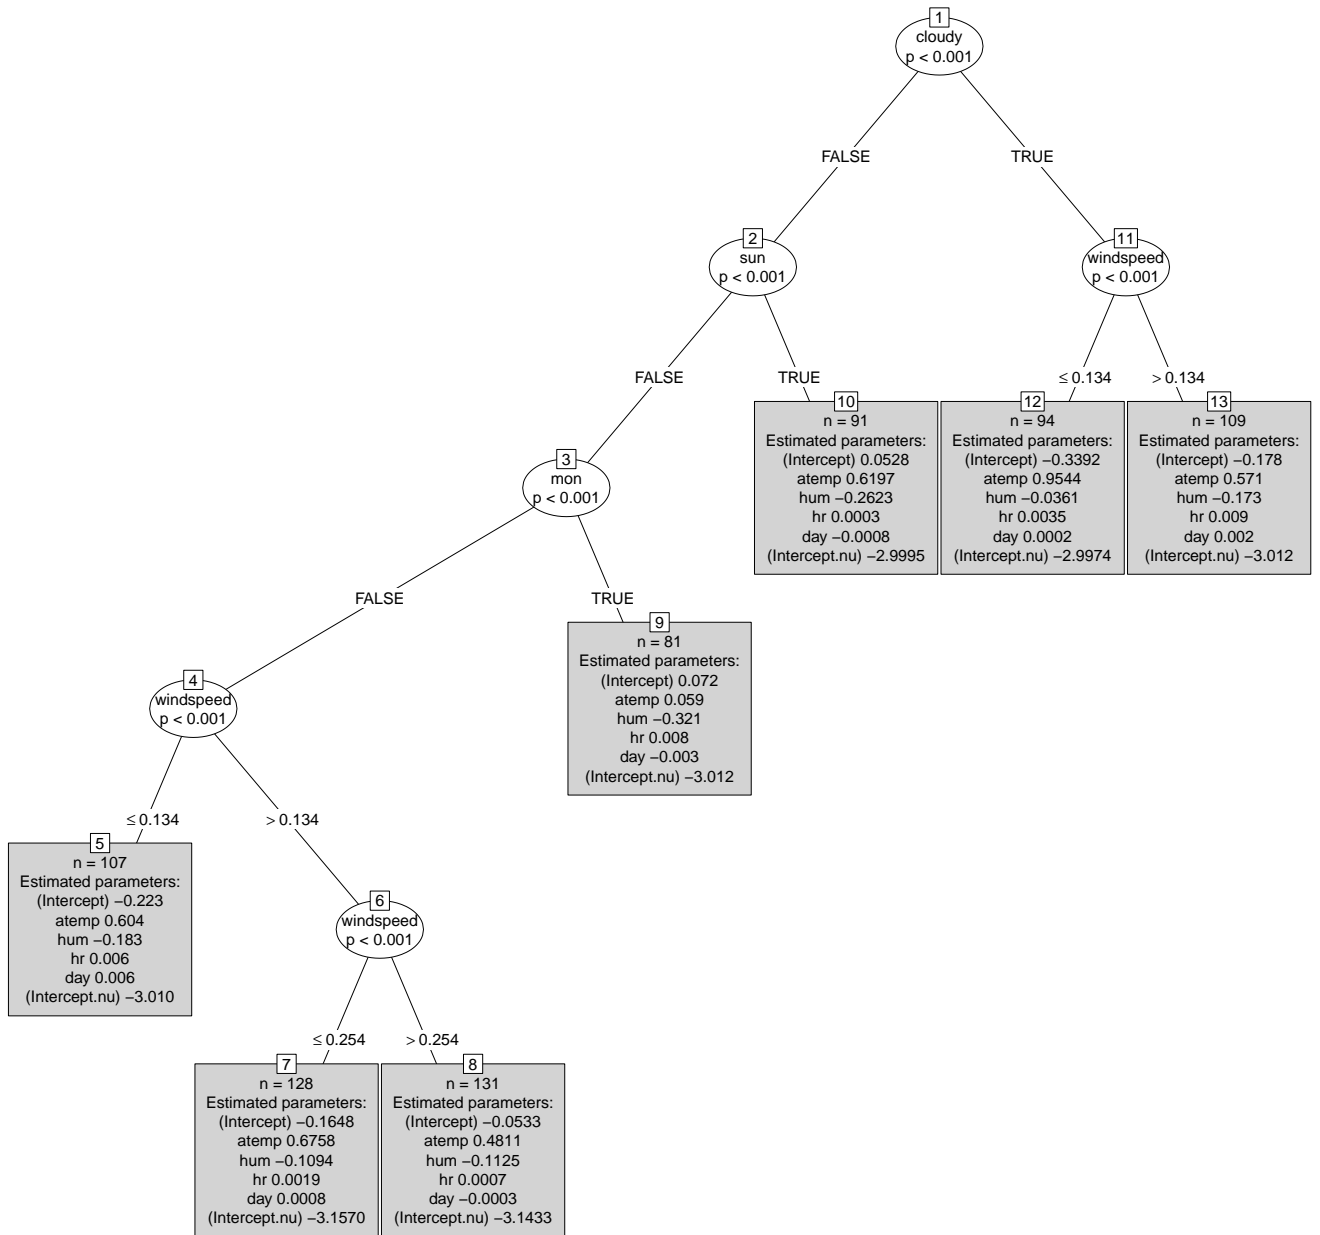 1
cloudy
p < 0.001
FALSE
TRUE
2
sun
p < 0.001
11
windspeed
p < 0.001
FALSE
TRUE
≤ 0.134
> 0.134
3
mon
p < 0.001
10
n = 91
Estimated parameters:
(Intercept) 0.0528
atemp 0.6197
hum −0.2623
hr 0.0003
day −0.0008
(Intercept.nu) −2.9995
12
n = 94
Estimated parameters:
(Intercept) −0.3392
atemp 0.9544
hum −0.0361
hr 0.0035
day 0.0002
(Intercept.nu) −2.9974
13
n = 109
Estimated parameters:
(Intercept) −0.178
atemp 0.571
hum −0.173
hr 0.009
day 0.002
(Intercept.nu) −3.012
FALSE
TRUE
4
windspeed
p < 0.001
9
n = 81
Estimated parameters:
(Intercept) 0.072
atemp 0.059
hum −0.321
hr 0.008
day −0.003
(Intercept.nu) −3.012
≤ 0.134
> 0.134
5
n = 107
Estimated parameters:
(Intercept) −0.223
atemp 0.604
hum −0.183
hr 0.006
day 0.006
(Intercept.nu) −3.010
6
windspeed
p < 0.001
≤ 0.254
> 0.254
7
n = 128
Estimated parameters:
(Intercept) −0.1648
atemp 0.6758
hum −0.1094
hr 0.0019
day 0.0008
(Intercept.nu) −3.1570
8
n = 131
Estimated parameters:
(Intercept) −0.0533
atemp 0.4811
hum −0.1125
hr 0.0007
day −0.0003
(Intercept.nu) −3.1433